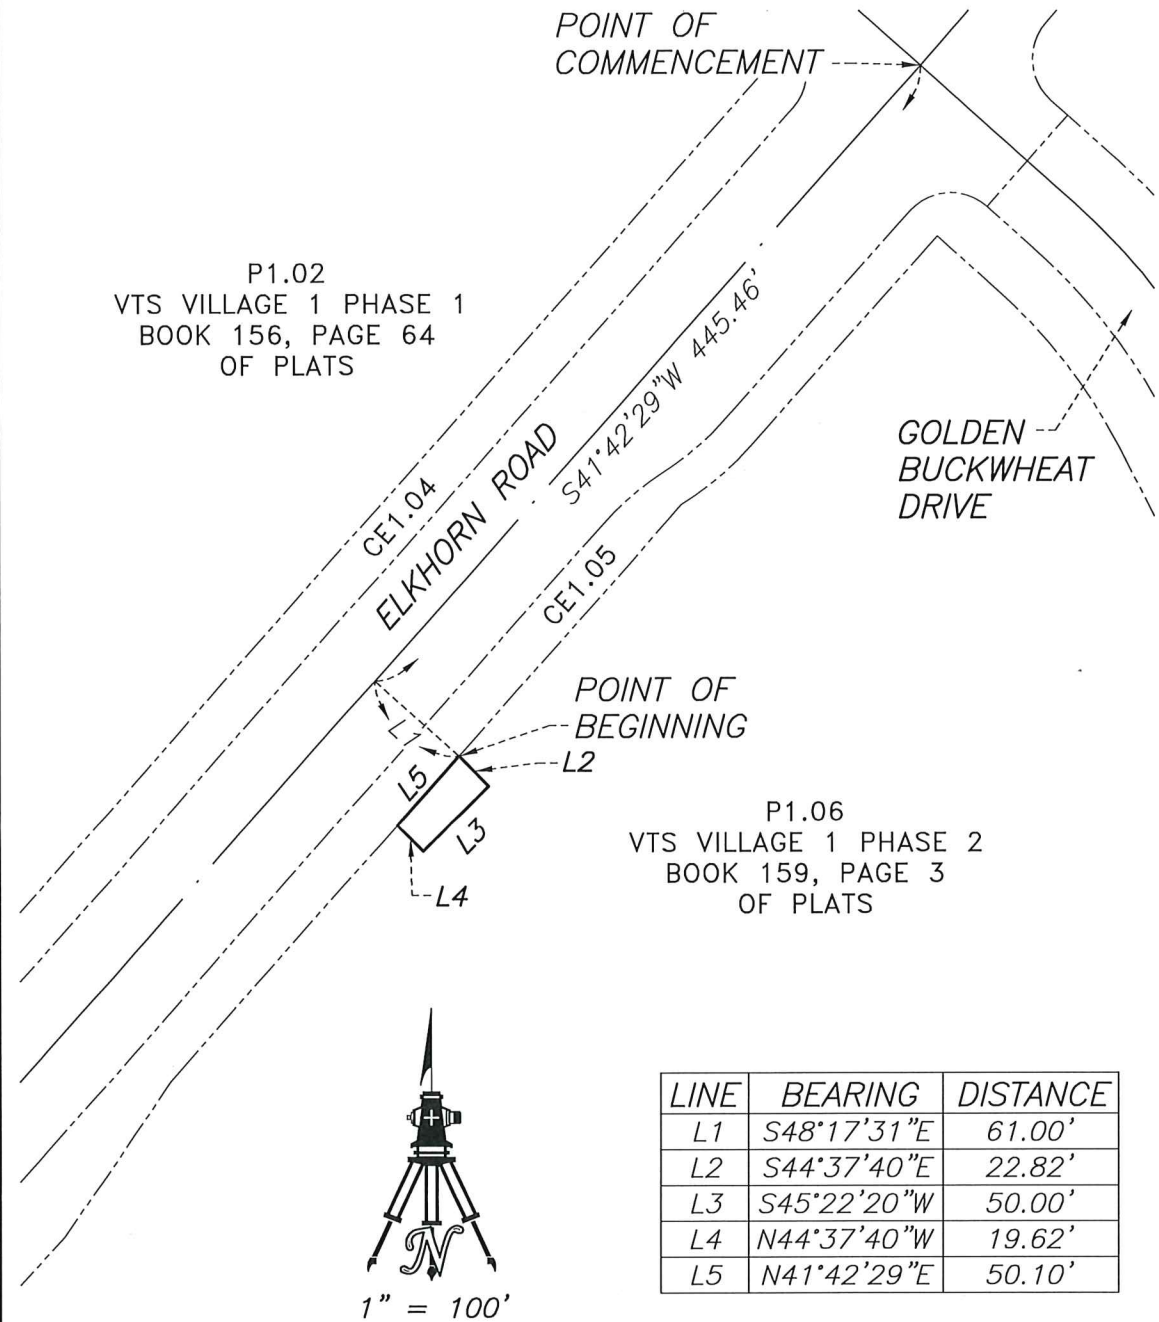 POINT OF
COMMENCEMENT
P1.02
VTS VILLAGE 1 PHASE 1
BOOK 156, PAGE 64
OF PLATS
S41°42'29"W 445.46'
GOLDEN
BUCKWHEAT
DRIVE
CE1.04
ELKHORN ROAD
CE1.05
POINT OF
BEGINNING
L1
L2
L5
L3
L4
P1.06
VTS VILLAGE 1 PHASE 2
BOOK 159, PAGE 3
OF PLATS
N
1" = 100'
LINE BEARING DISTANCE
L1 S48°17'31"E 61.00'
L2 S44°37'40"E 22.82'
L3 S45°22'20"W 50.00'
L4 N44°37'40"W 19.62'
L5 N41°42'29"E 50.10'